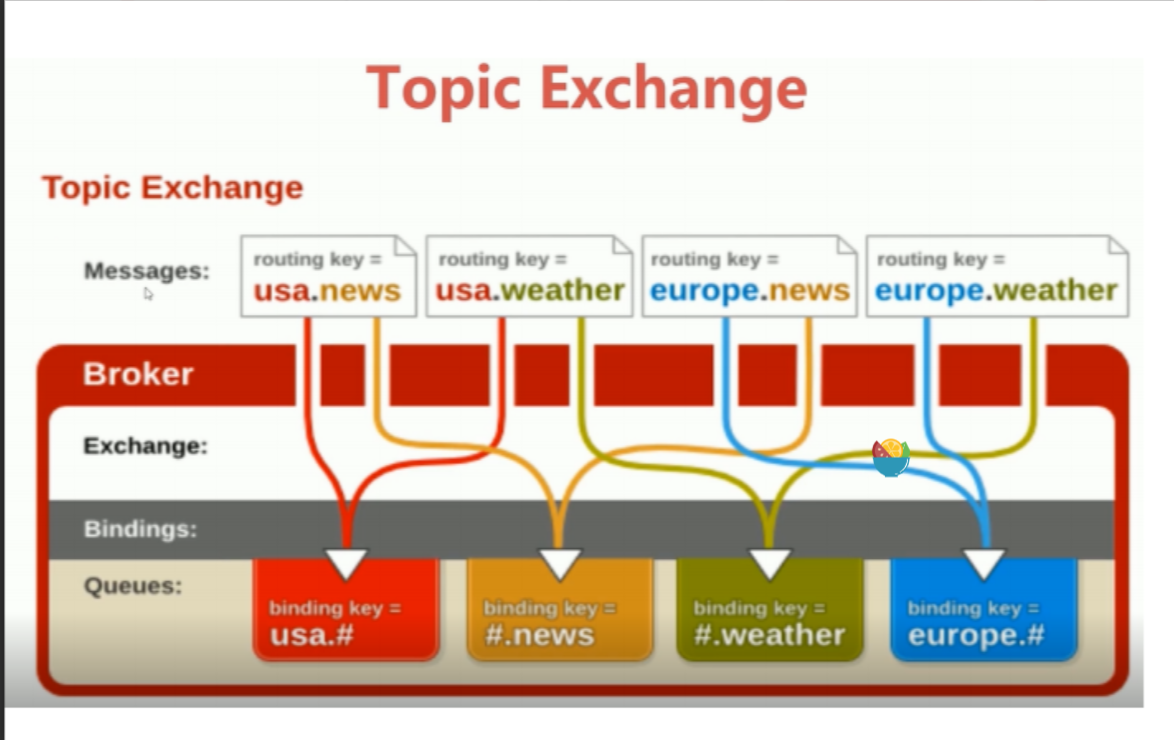 Topic Exchange
Topic Exchange
Messages:
routing key =
usa.news
routing key =
usa.weather
routing key =
europe.news
routing key =
europe.weather
Broker
Exchange:
Bindings:
Queues:
binding key =
usa.#
binding key =
#.news
binding key =
#.weather
binding key =
europe.#